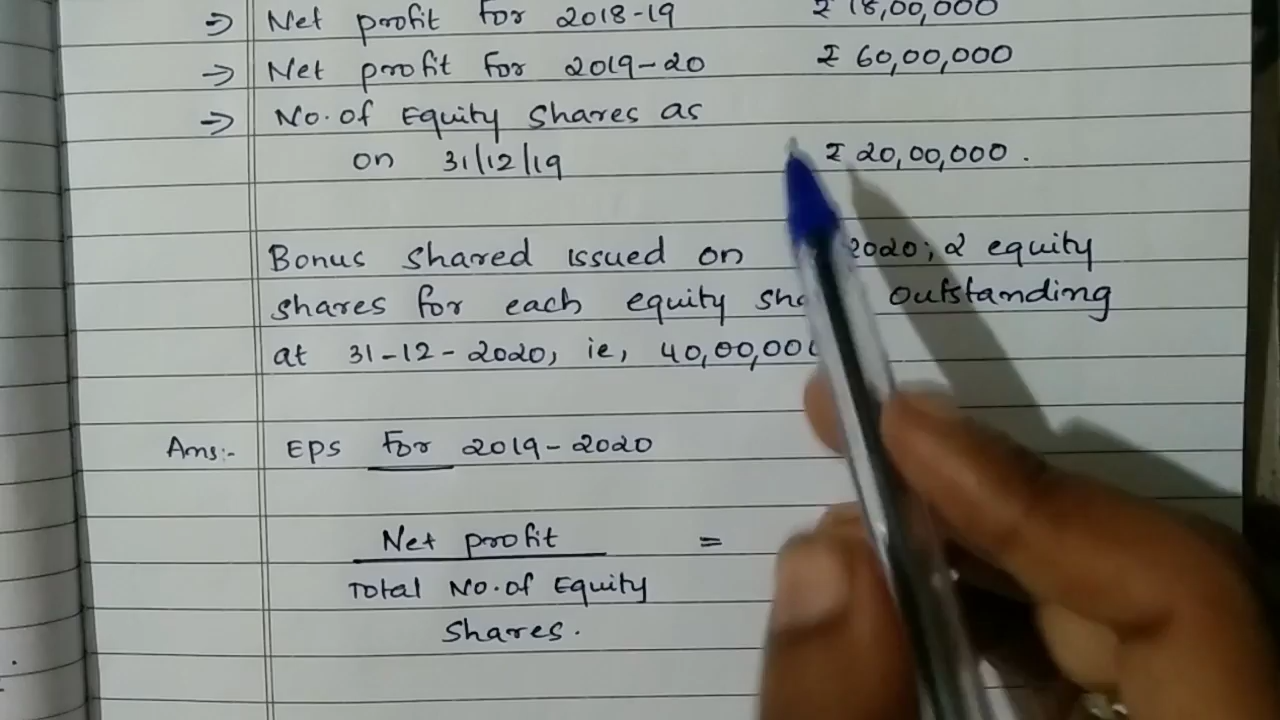 ⇒ Net profit for 2018-19 ₹ 18,00,000
⇒ Net profit for 2019-20 ₹ 60,00,000
⇒ No. of Equity shares as
on 31/12/19 ₹ 20,00,000.
Bonus shared issued on 2020; 2 equity
shares for each equity outstanding
at 31-12-2020, ie, 40,00,000
Ans:- EPS for 2019-2020
Net profit =
Total No. of Equity
shares.